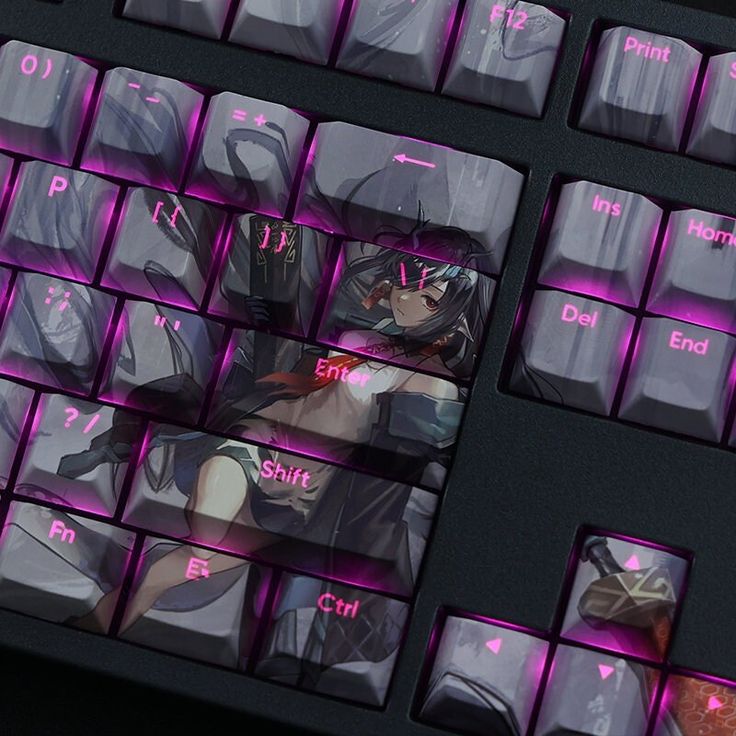 F12 Print
0 ) - _ = + ←
Ins Home
P [ { ] } \ |
Del End
; : " ' Enter
? / Shift
▲
Fn Ctrl
◄ ▼ ►